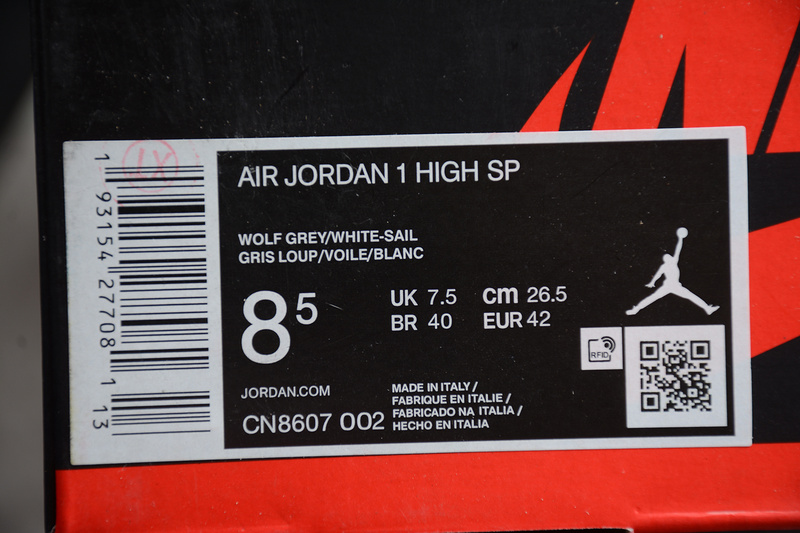 AIR JORDAN 1 HIGH SP
WOLF GREY/WHITE-SAIL
GRIS LOUP/VOILE/BLANC
8⁵
UK 7.5 cm 26.5
BR 40 EUR 42
RFID
JORDAN.COM
CN8607 002
MADE IN ITALY /
FABRIQUE EN ITALIE /
FABRICADO NA ITALIA /
HECHO EN ITALIA
1 93154 27708 1 13